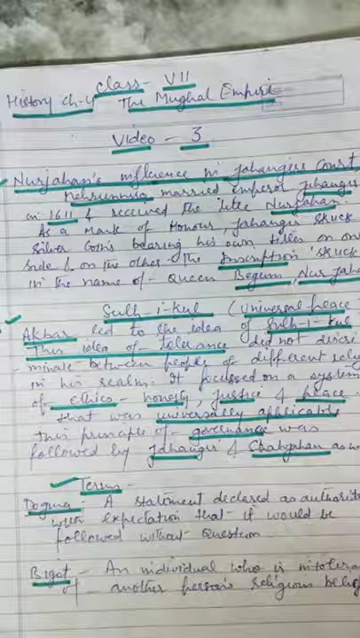 Class - VII
History Ch-4 The Mughal Empire
Video - 3
Nurjahan's influence in Jahangir's Court
Mehrunnisa married emperor Jahangir
in 1611 & received the title Nurjahan.
As a mark of Honour, Jahangir struck
Silver coins bearing his own titles on one
side & on the other the Inscription "struck
in the name of Queen Begum, Nur Jaha
Sulh-i-kul (Universal peace
Akbar led to the idea of Sulh-i-kul
This idea of tolerance did not discri
minate between people of different reli
in his realm. It focussed on a system
of ethics - honesty, justice & peace
that was universally applicable
this principle of governance was
followed by Jahangir & Shahjahan as w
Terms -
Dogma - A statement declared as authorita
with expectation that it would be
followed without question
Bigot - An individual who is intolera
of another person's religious belie